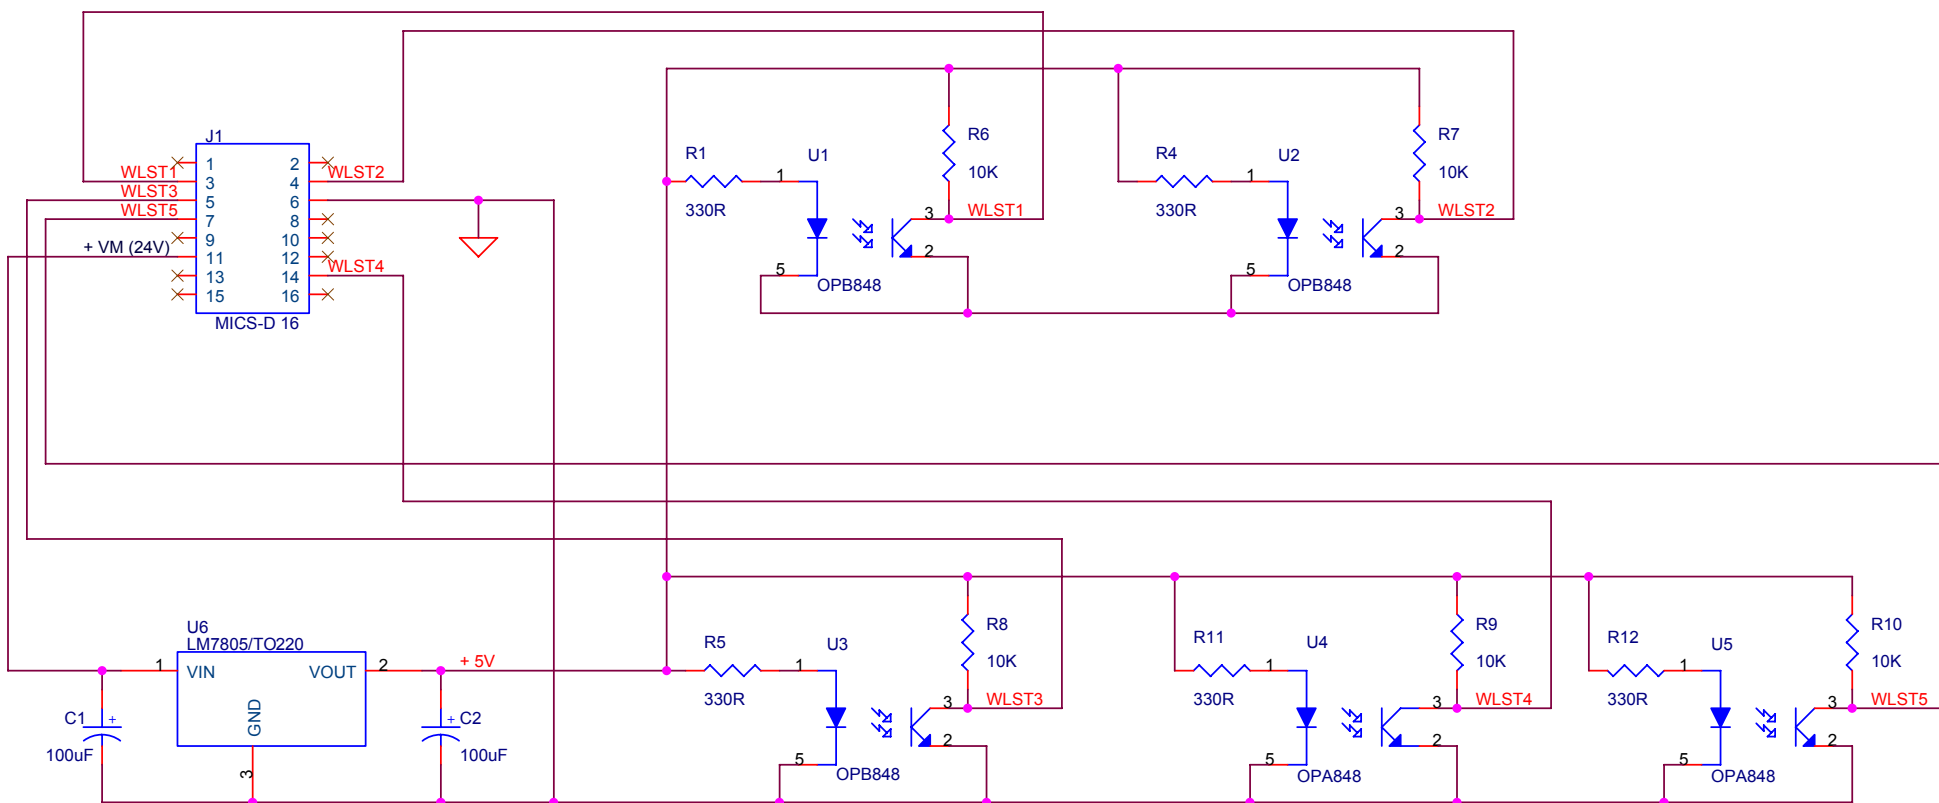 J1
1 2
WLST1 WLST2
3 4
WLST3
5 6
WLST5
7 8
9 10
+ VM (24V)
11 12
WLST4
13 14
15 16
MICS-D 16
R6
10K
R7
10K
R1
330R
U1
1
R4
330R
U2
1
3
WLST1
2
5
OPB848
3
WLST2
2
5
OPB848
U6
LM7805/TO220
1
VIN
VOUT
2
+ 5V
GND
3
C1
+
100uF
+
C2
100uF
R5
330R
U3
1
R8
10K
3
WLST3
2
5
OPB848
R11
330R
U4
1
R9
10K
3
WLST4
2
5
OPA848
R12
330R
U5
1
R10
10K
3
WLST5
2
5
OPA848